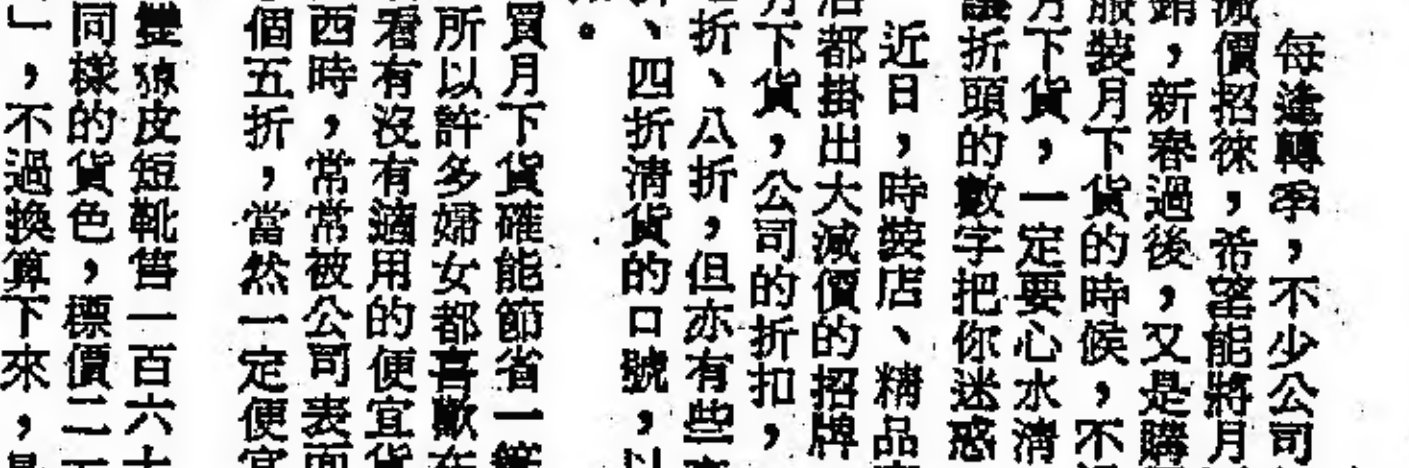 每逢轉季，不少公司
減價招徠，希望能將月
銷，新春過後，又是購
服裝月下貨的時候，不
月下貨，一定要心水清
議折頭的數字把你迷惑
近日，時裝店、精品
店都掛出大減價的招牌
月下貨，公司的折扣，
折、八折，但亦有些
、四折清貨的口號，以
。
買月下貨確能節省一
所以許多婦女都喜歡在
看有沒有適用的便宜貨
西時，常常被公司表面
個五折，當然一定便宜
皮短靴售一百六十
同樣的貨色，標價二
」，不過換算下來，